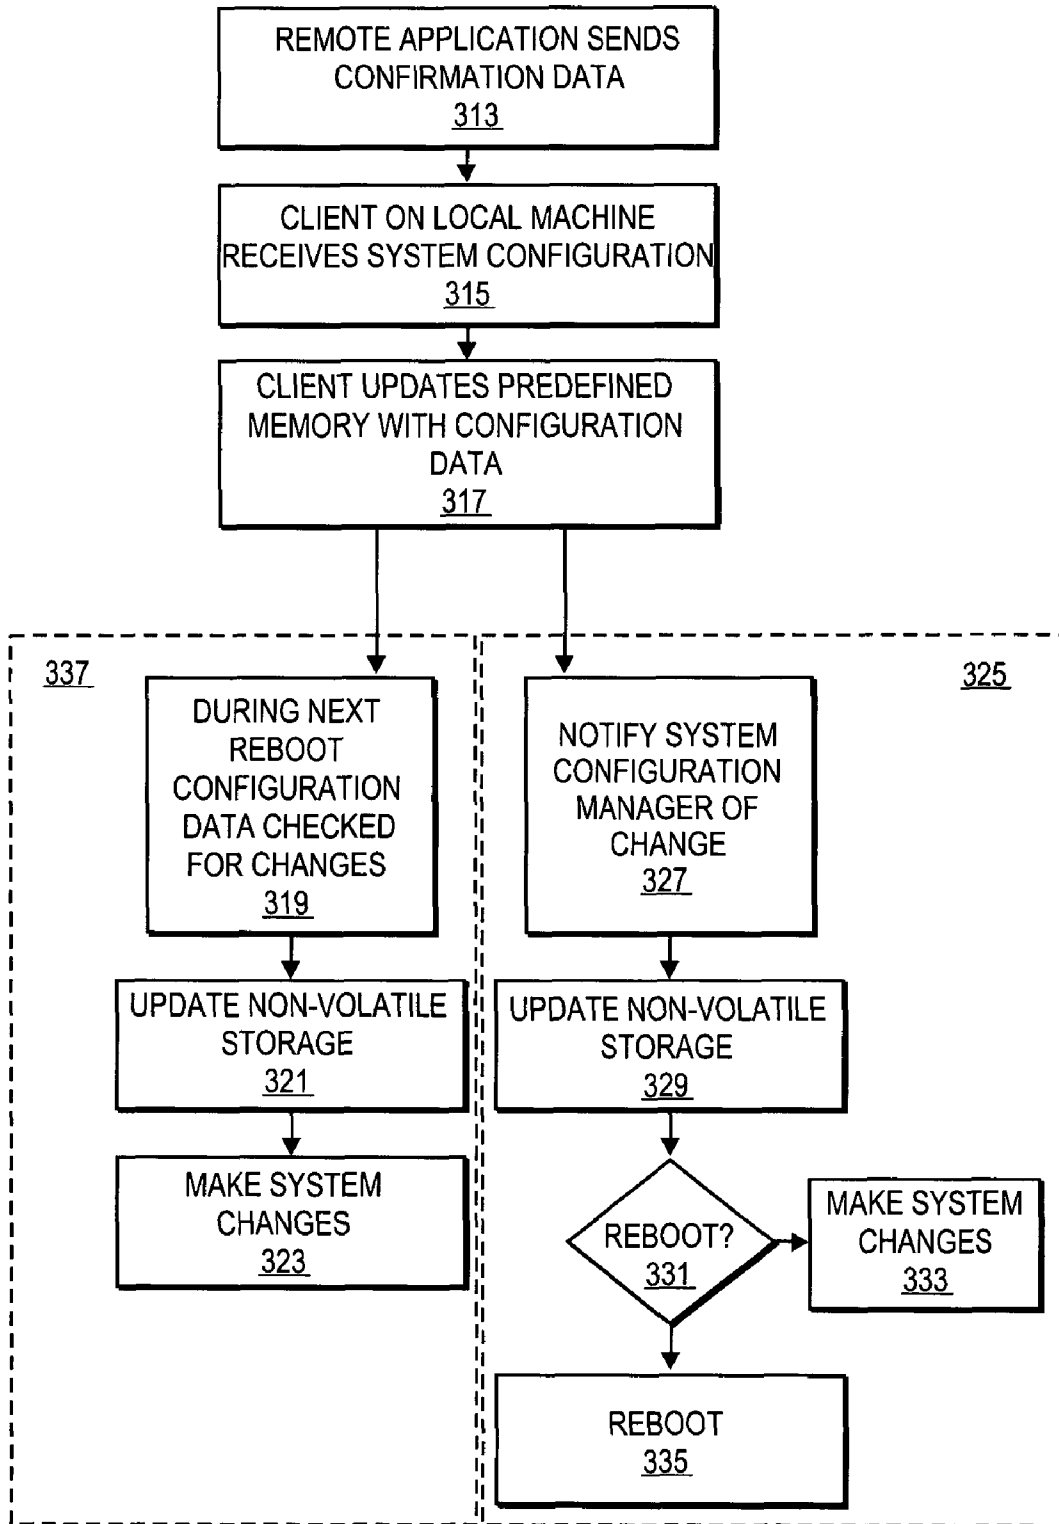 REMOTE APPLICATION SENDS
CONFIRMATION DATA
313
CLIENT ON LOCAL MACHINE
RECEIVES SYSTEM CONFIGURATION
315
CLIENT UPDATES PREDEFINED
MEMORY WITH CONFIGURATION
DATA
317
337
DURING NEXT
REBOOT
CONFIGURATION
DATA CHECKED
FOR CHANGES
319
UPDATE NON-VOLATILE
STORAGE
321
MAKE SYSTEM
CHANGES
323
325
NOTIFY SYSTEM
CONFIGURATION
MANAGER OF
CHANGE
327
UPDATE NON-VOLATILE
STORAGE
329
REBOOT?
331
MAKE SYSTEM
CHANGES
333
REBOOT
335